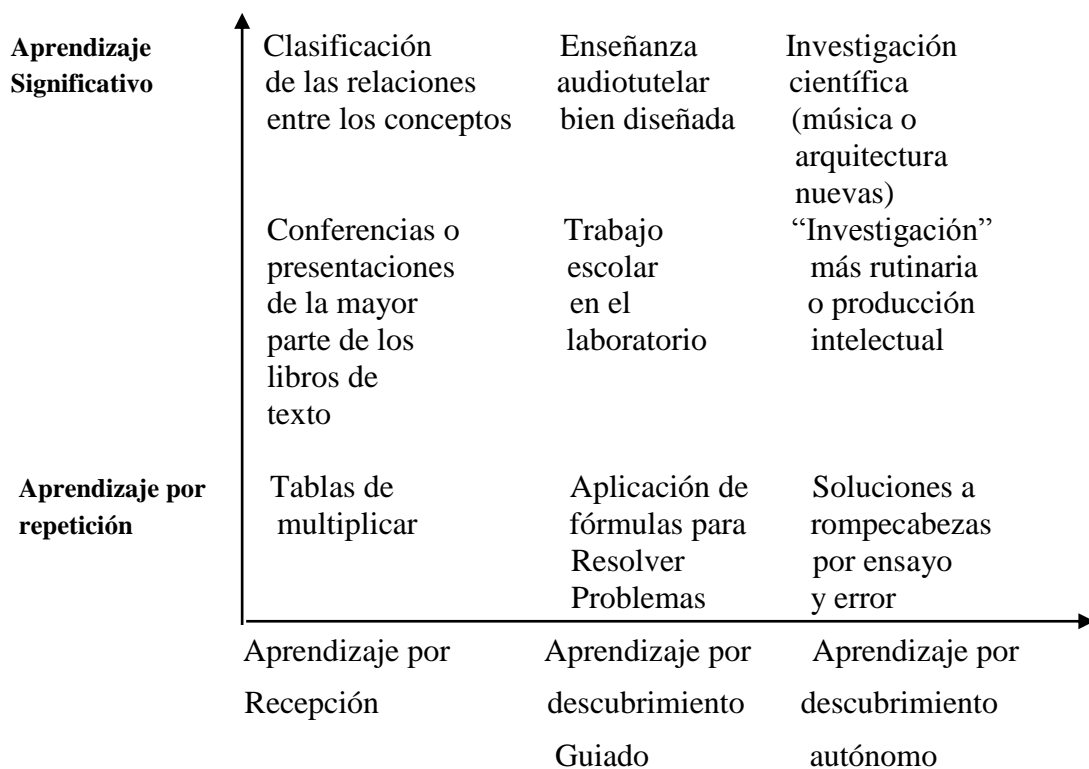 Aprendizaje
Significativo
Clasificación
de las relaciones
entre los conceptos
Enseñanza
audiotutelar
bien diseñada
Investigación
científica
(música o
arquitectura
nuevas)
Conferencias o
presentaciones
de la mayor
parte de los
libros de
texto
Trabajo
escolar
en el
laboratorio
“Investigación”
más rutinaria
o producción
intelectual
Aprendizaje por
repetición
Tablas de
multiplicar
Aplicación de
fórmulas para
Resolver
Problemas
Soluciones a
rompecabezas
por ensayo
y error
Aprendizaje por
Recepción
Aprendizaje por
descubrimiento
Guiado
Aprendizaje por
descubrimiento
autónomo